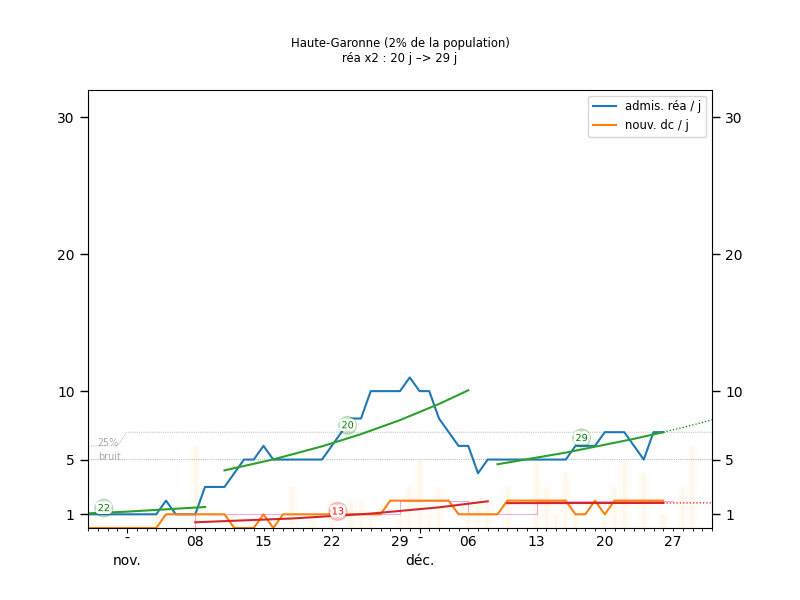 Haute-Garonne (2% de la population)
réa x2 : 20 j –> 29 j
admis. réa / j
nouv. dc / j
30 30
20 20
10 10
5 5
1 1
25%
bruit
22
20
13
29
- 08 15 22 29 - 06 13 20 27
nov. déc.